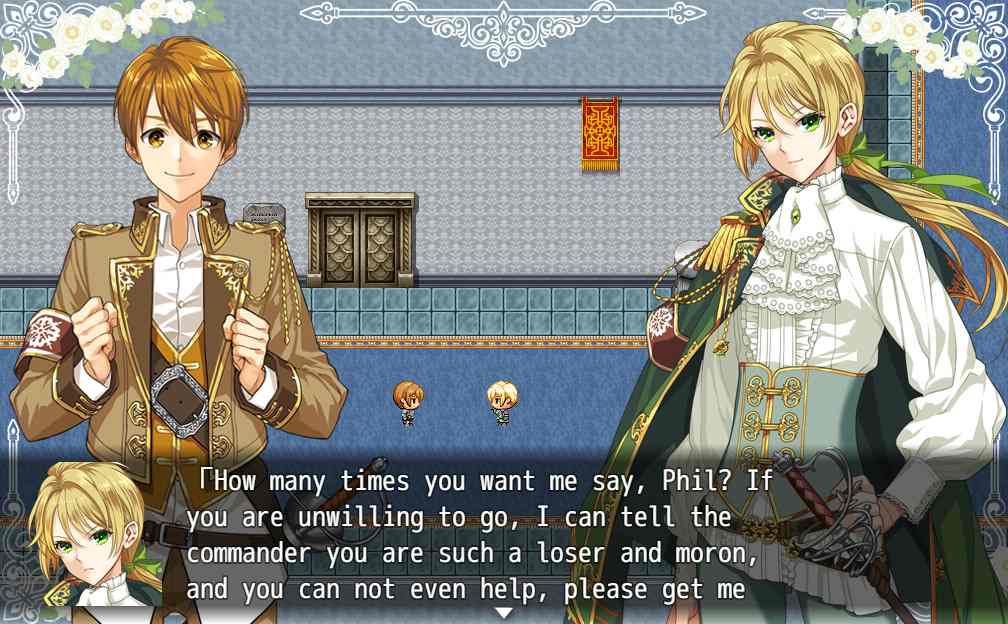 「How many times you want me say, Phil? If
you are unwilling to go, I can tell the
commander you are such a loser and moron,
and you can not even help, please get me